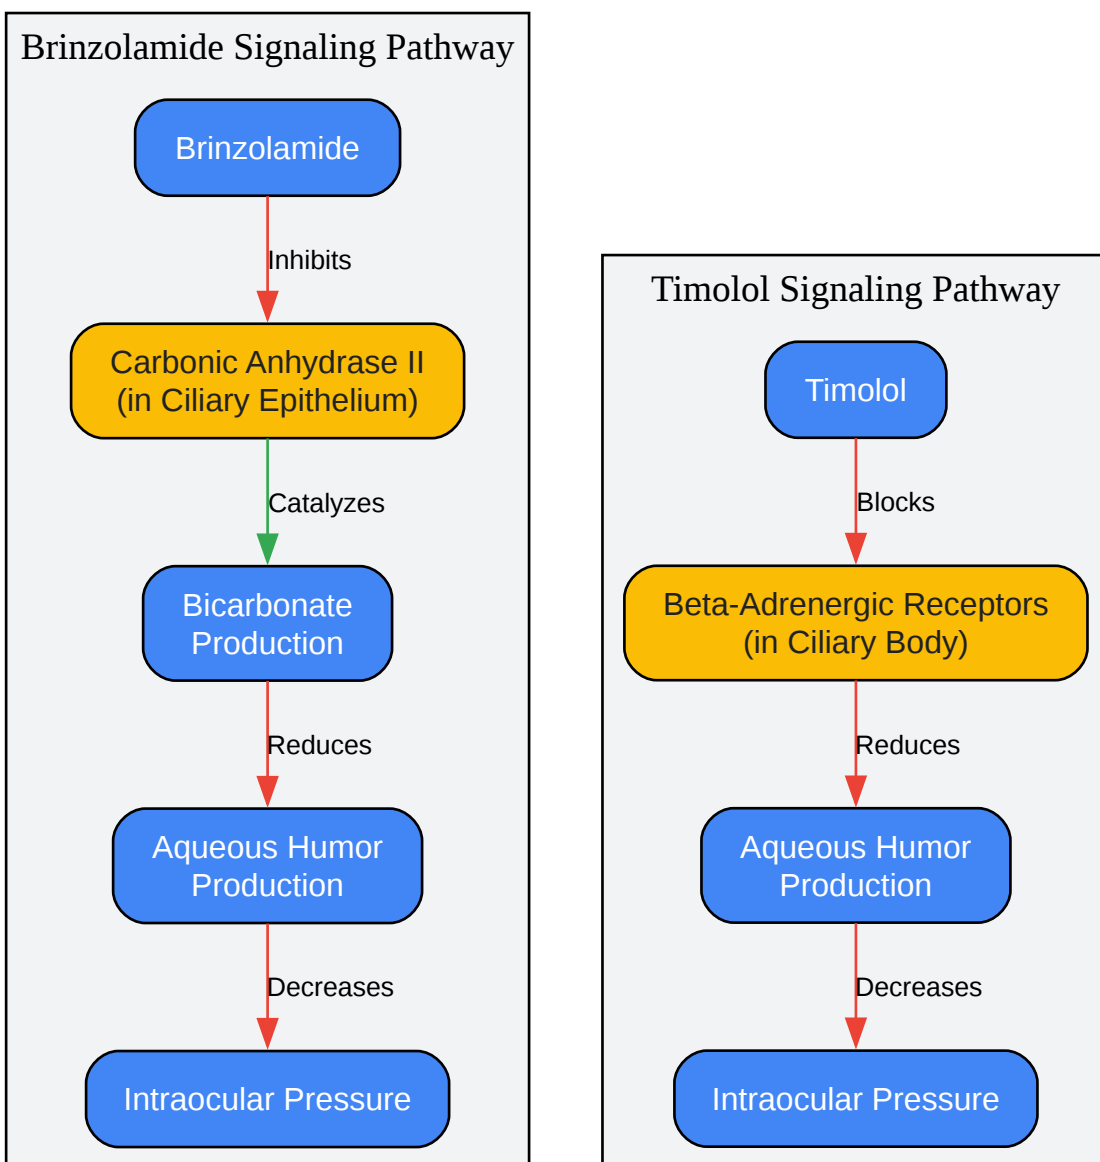 Brinzolamide Signaling Pathway
Brinzolamide
Inhibits
Carbonic Anhydrase II
(in Ciliary Epithelium)
Catalyzes
Bicarbonate
Production
Reduces
Aqueous Humor
Production
Decreases
Intraocular Pressure
Timolol Signaling Pathway
Timolol
Blocks
Beta-Adrenergic Receptors
(in Ciliary Body)
Reduces
Aqueous Humor
Production
Decreases
Intraocular Pressure